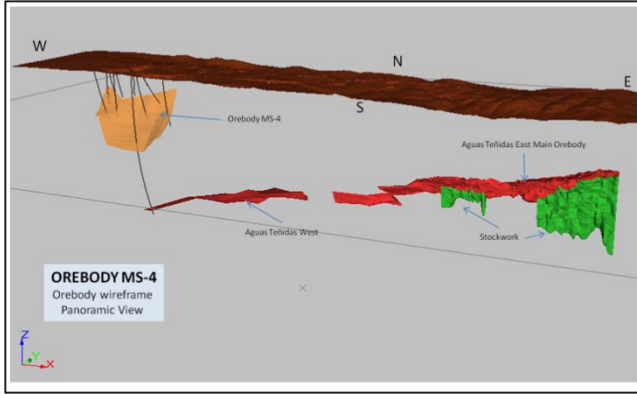 W
N
E
S
Orebody MS-4
Aguas Teñidas East Main Orebody
Aguas Teñidas West
Stockwork
OREBODY MS-4
Orebody wireframe
Panoramic View
Z
Y
X